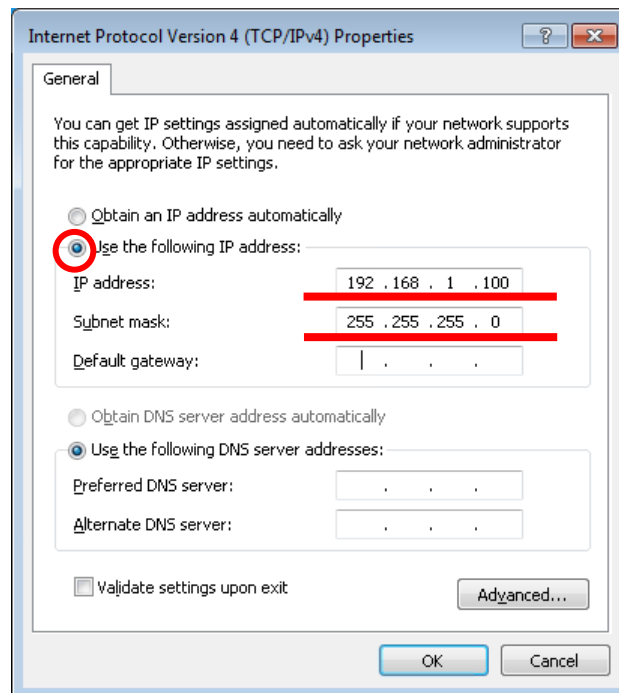 Internet Protocol Version 4 (TCP/IPv4) Properties
General
You can get IP settings assigned automatically if your network supports
this capability. Otherwise, you need to ask your network administrator
for the appropriate IP settings.
Obtain an IP address automatically
Use the following IP address:
IP address: 192 . 168 . 1 . 100
Subnet mask: 255 . 255 . 255 . 0
Default gateway: . . .
Obtain DNS server address automatically
Use the following DNS server addresses:
Preferred DNS server: . . .
Alternate DNS server: . . .
Validate settings upon exit
Advanced...
OK Cancel